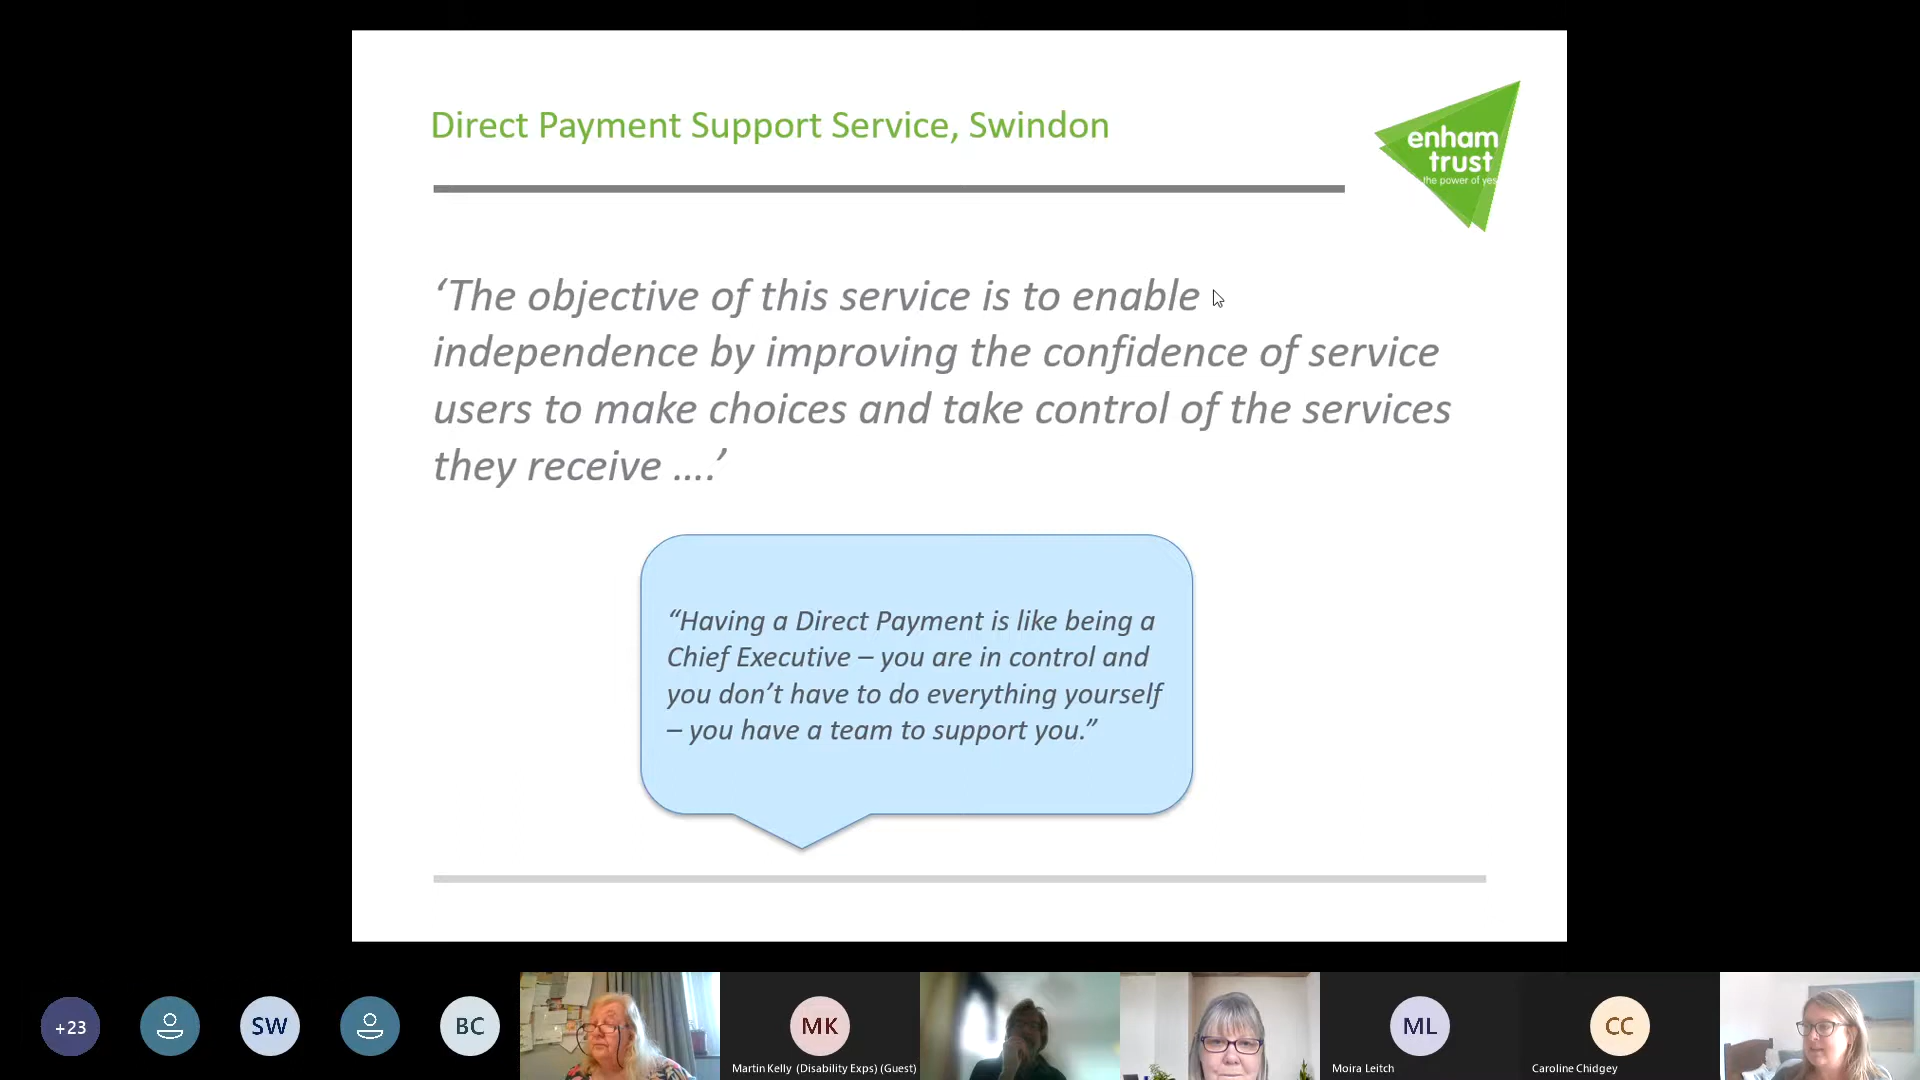 Direct Payment Support Service, Swindon
enham
trust
the power of yes
‘The objective of this service is to enable
independence by improving the confidence of service
users to make choices and take control of the services
they receive ....’
“Having a Direct Payment is like being a
Chief Executive – you are in control and
you don’t have to do everything yourself
– you have a team to support you.”
+23
SW
BC
MK
Martin Kelly (Disability Exps) (Guest)
ML
Moira Leitch
CC
Caroline Chidgey